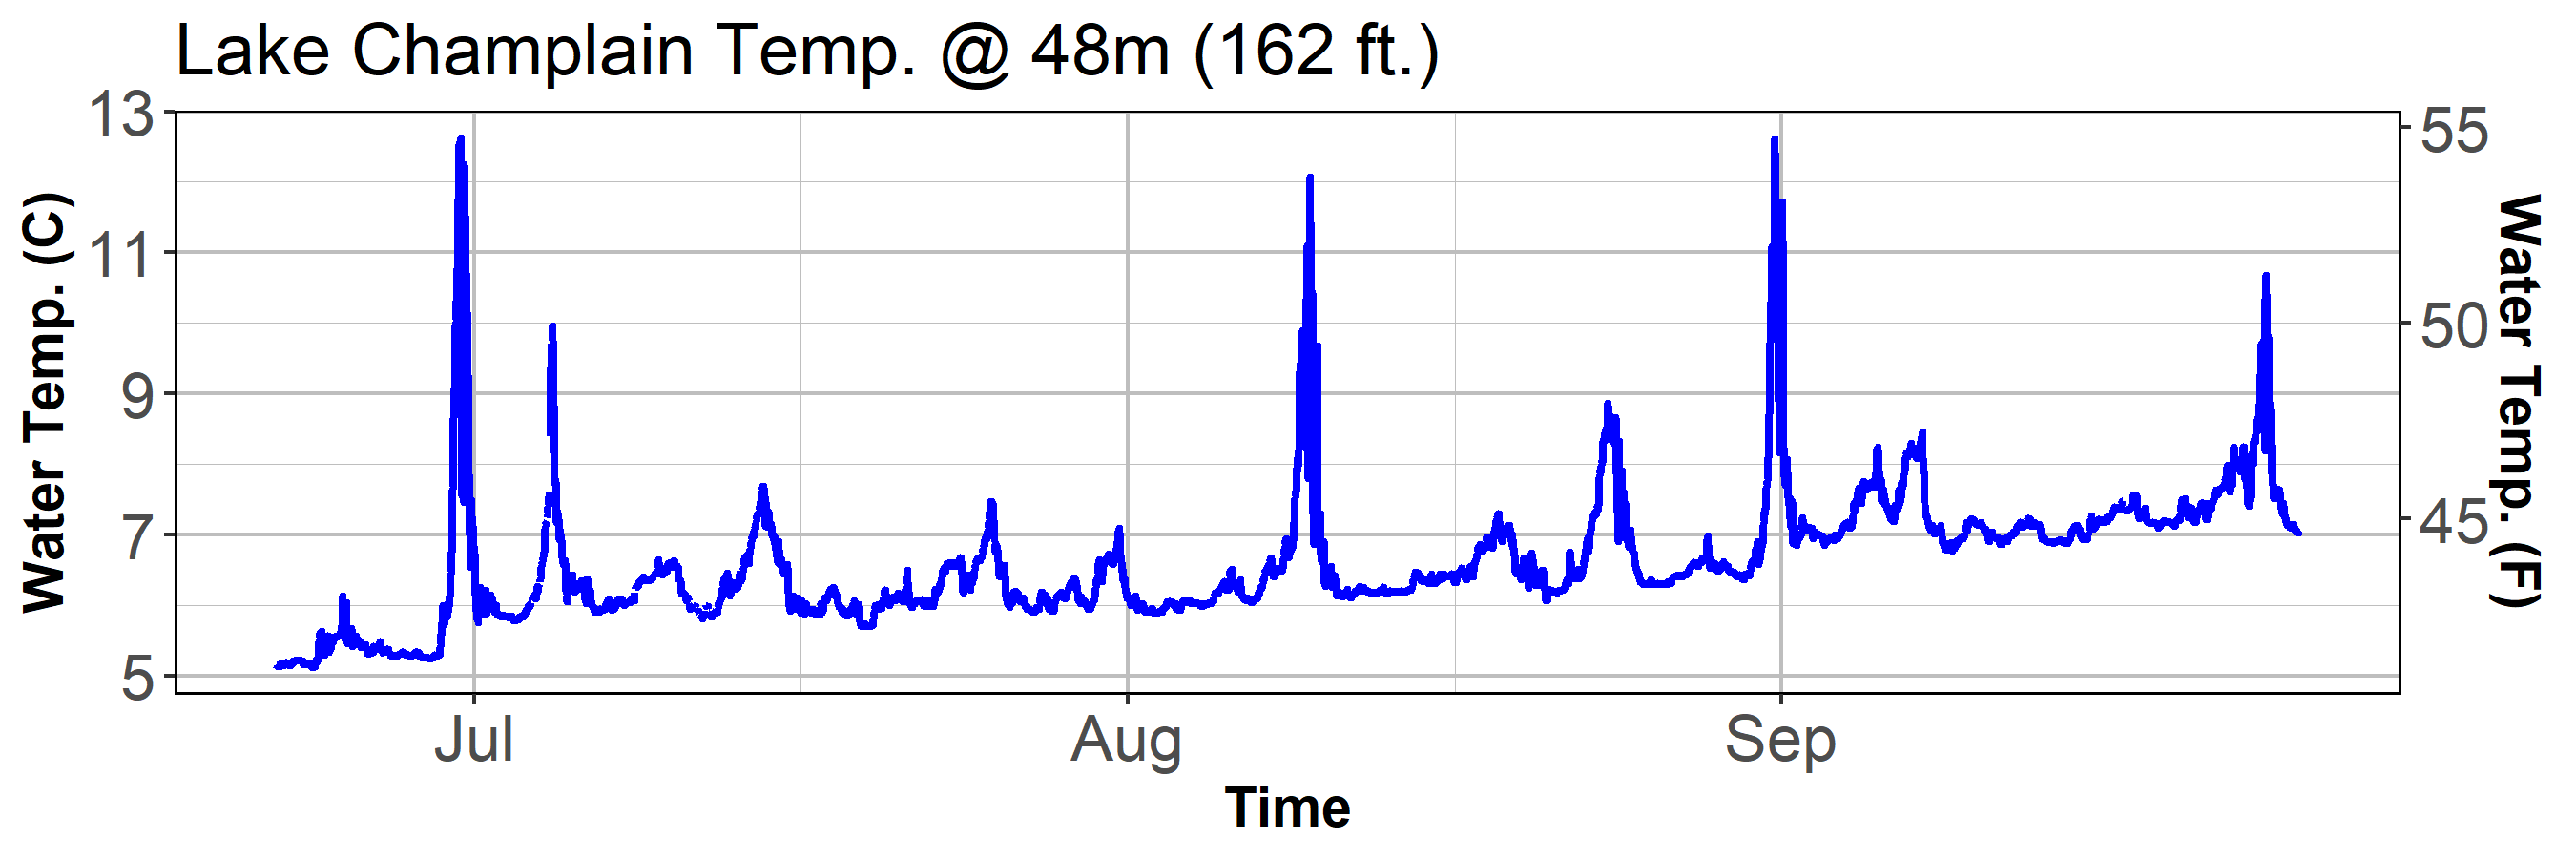 Lake Champlain Temp. @ 48m (162 ft.)
13
11
9
7
5
Water Temp. (C)
55
50
45
Water Temp. (F)
Jul
Aug
Sep
Time